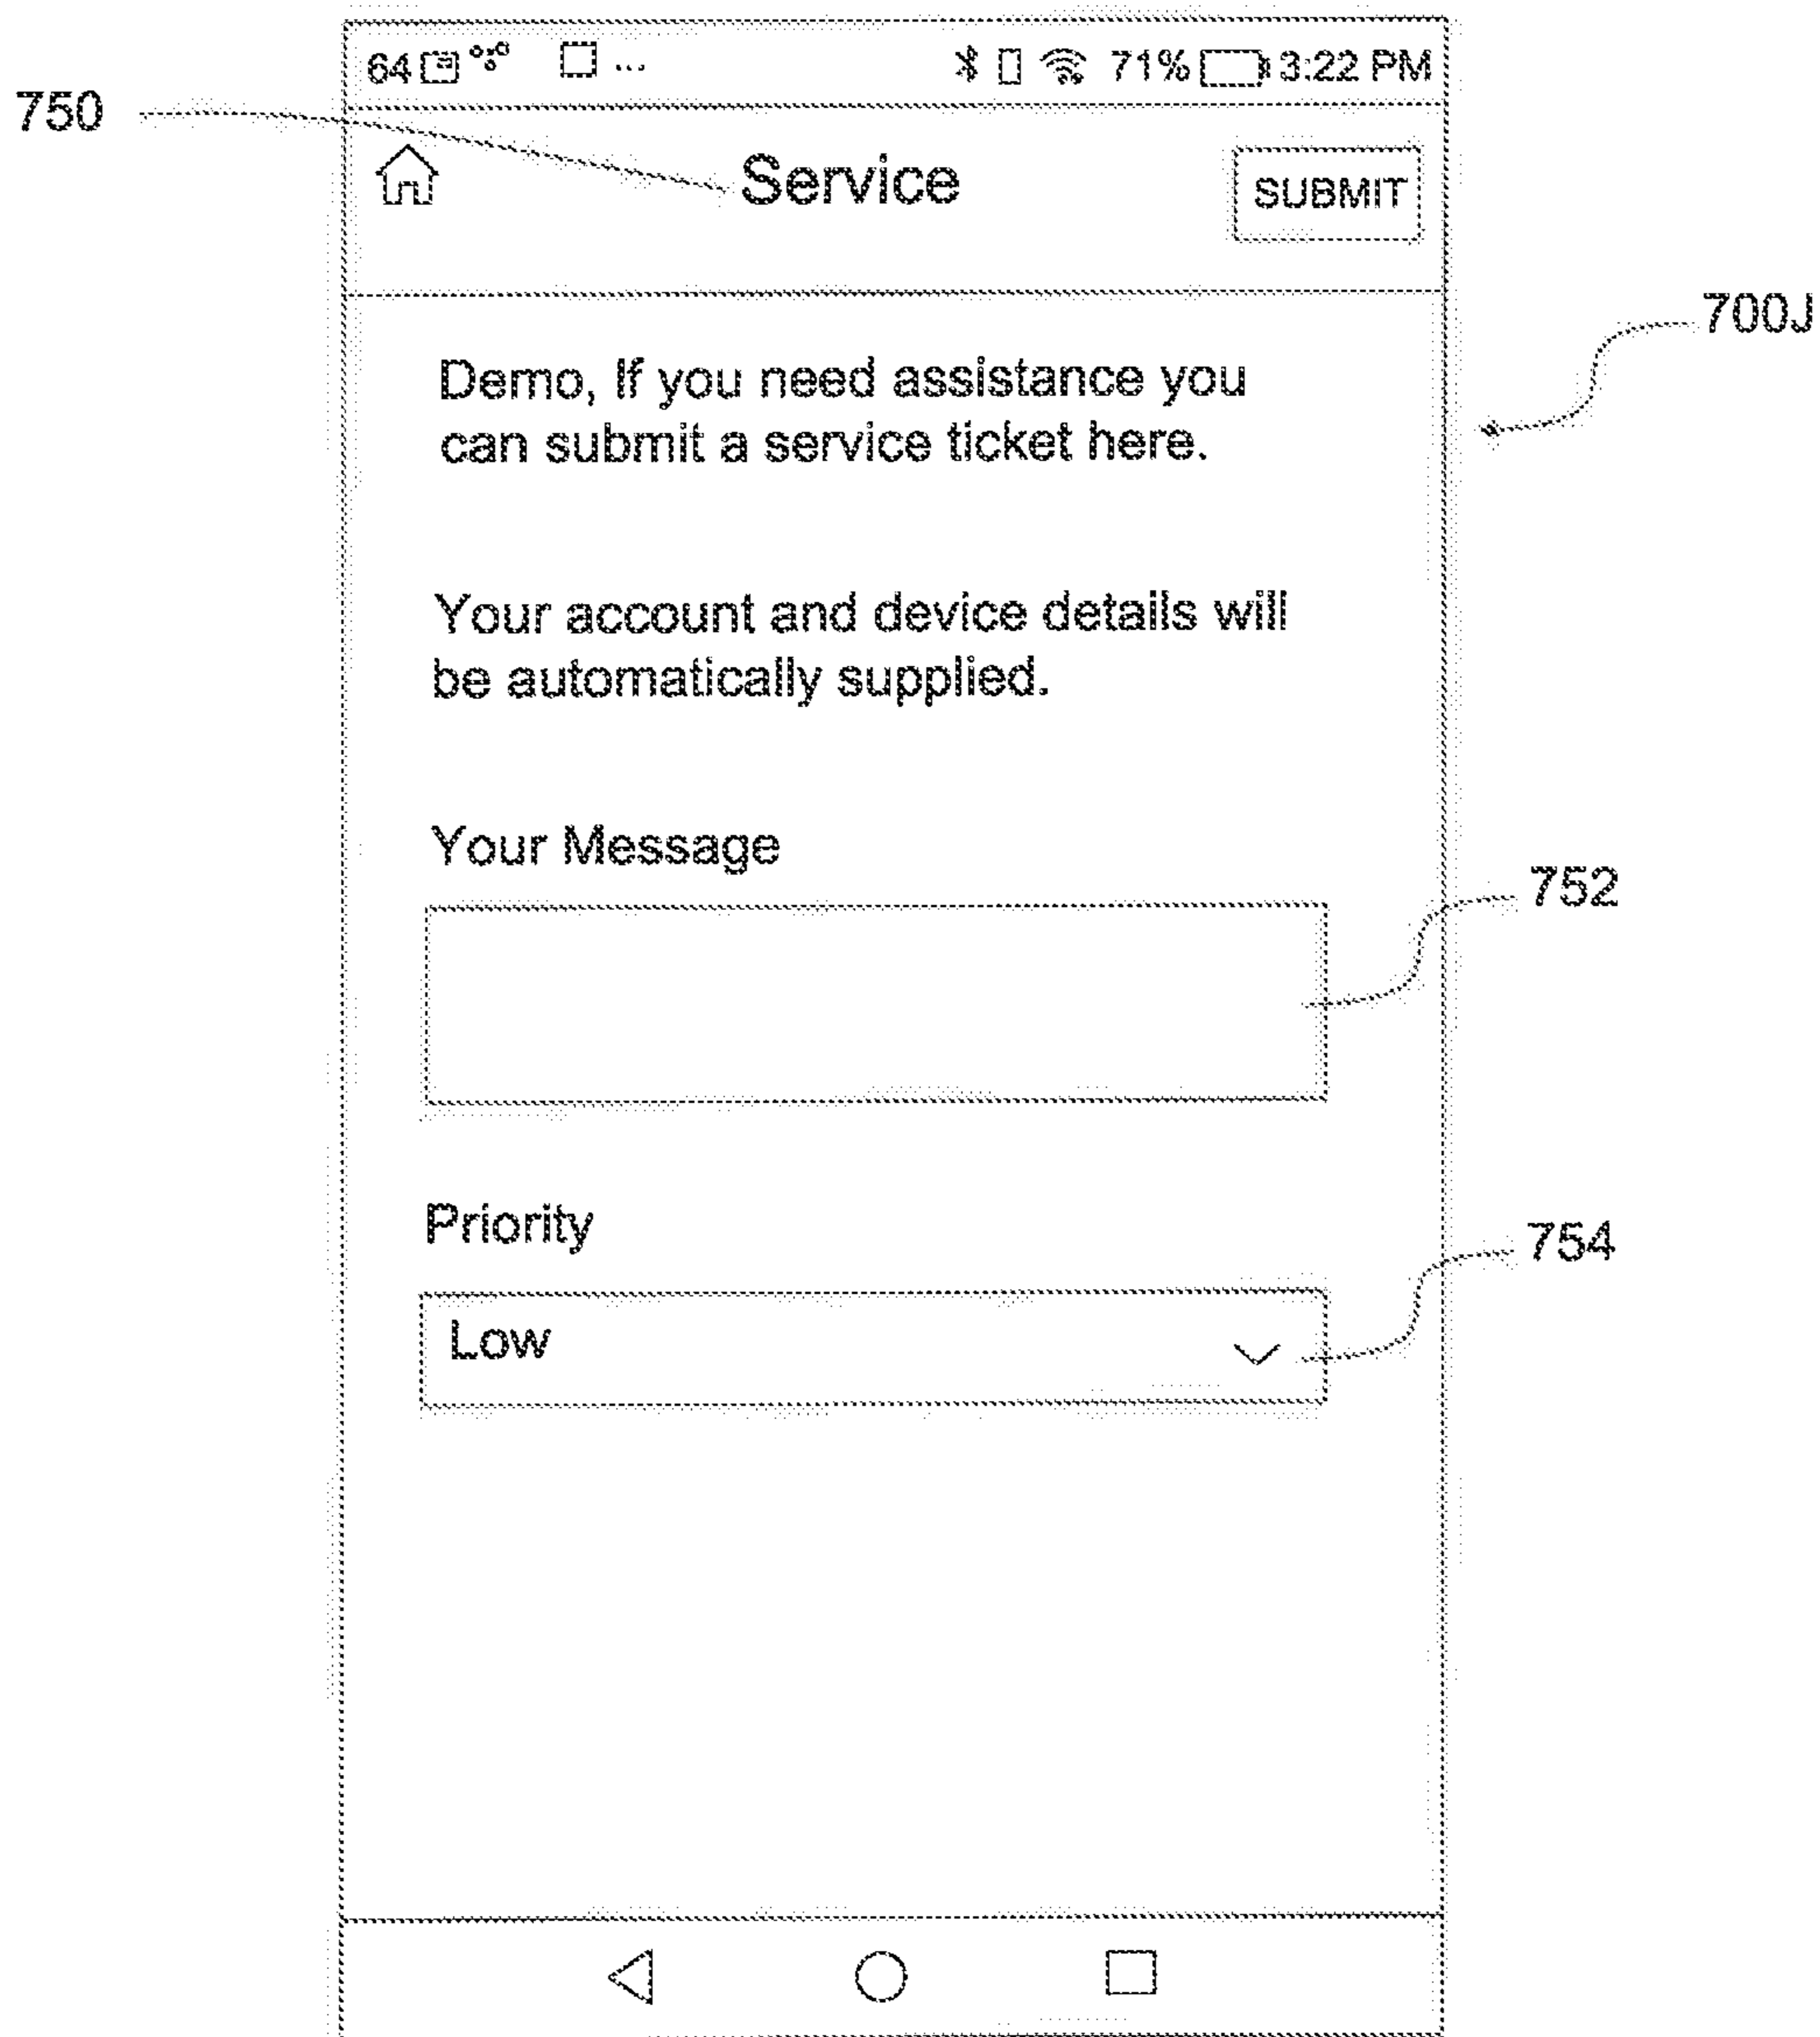 64 ... 71% 3:22 PM
750
Service
SUBMIT
700J
Demo, If you need assistance you
can submit a service ticket here.
Your account and device details will
be automatically supplied.
Your Message
752
Priority
754
Low